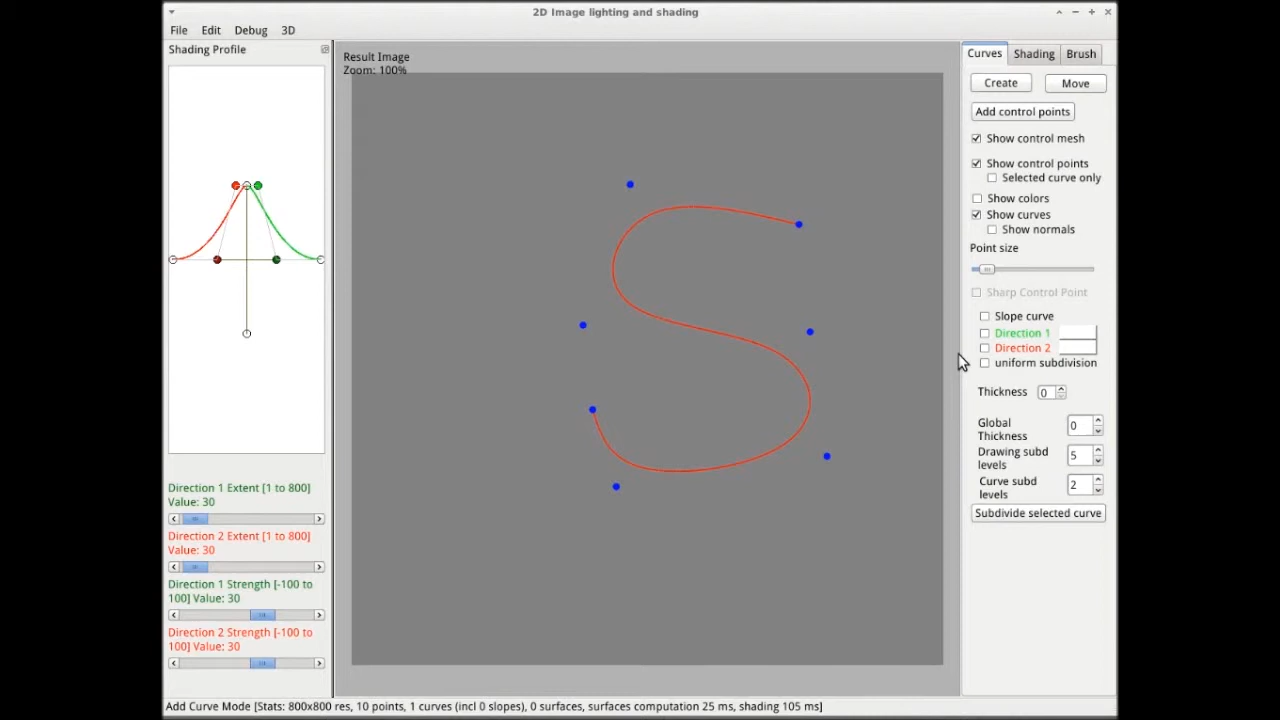 2D Image lighting and shading
File Edit Debug 3D
Shading Profile
Result Image
Zoom: 100%
Curves Shading Brush
Create Move
Add control points
Show control mesh
Show control points
Selected curve only
Show colors
Show curves
Show normals
Point size
Sharp Control Point
Slope curve
Direction 1
Direction 2
uniform subdivision
Thickness 0
Global
Thickness 0
Drawing subd
levels 5
Curve subd
levels 2
Subdivide selected curve
Direction 1 Extent [1 to 800]
Value: 30
Direction 2 Extent [1 to 800]
Value: 30
Direction 1 Strength [-100 to
100] Value: 30
Direction 2 Strength [-100 to
100] Value: 30
Add Curve Mode [Stats: 800x800 res, 10 points, 1 curves (incl 0 slopes), 0 surfaces, surfaces computation 25 ms, shading 105 ms]